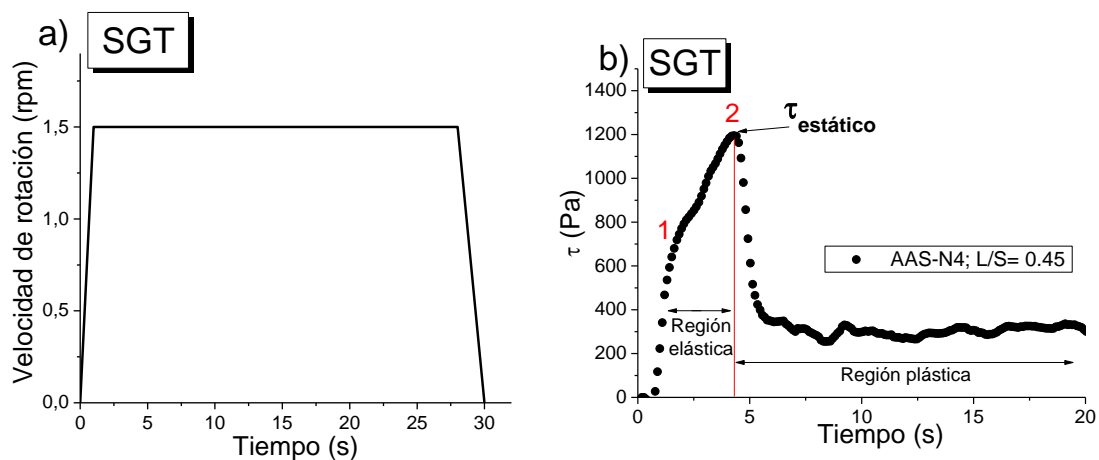 a)
SGT
Velocidad de rotación (rpm)
1,5
1,0
0,5
0,0
0 5 10 15 20 25 30
Tiempo (s)
b)
SGT
τ (Pa)
1400
1200
1000
800
600
400
200
0
2
τestático
1
AAS-N4; L/S= 0.45
Región
elástica
Región plástica
0 5 10 15 20
Tiempo (s)